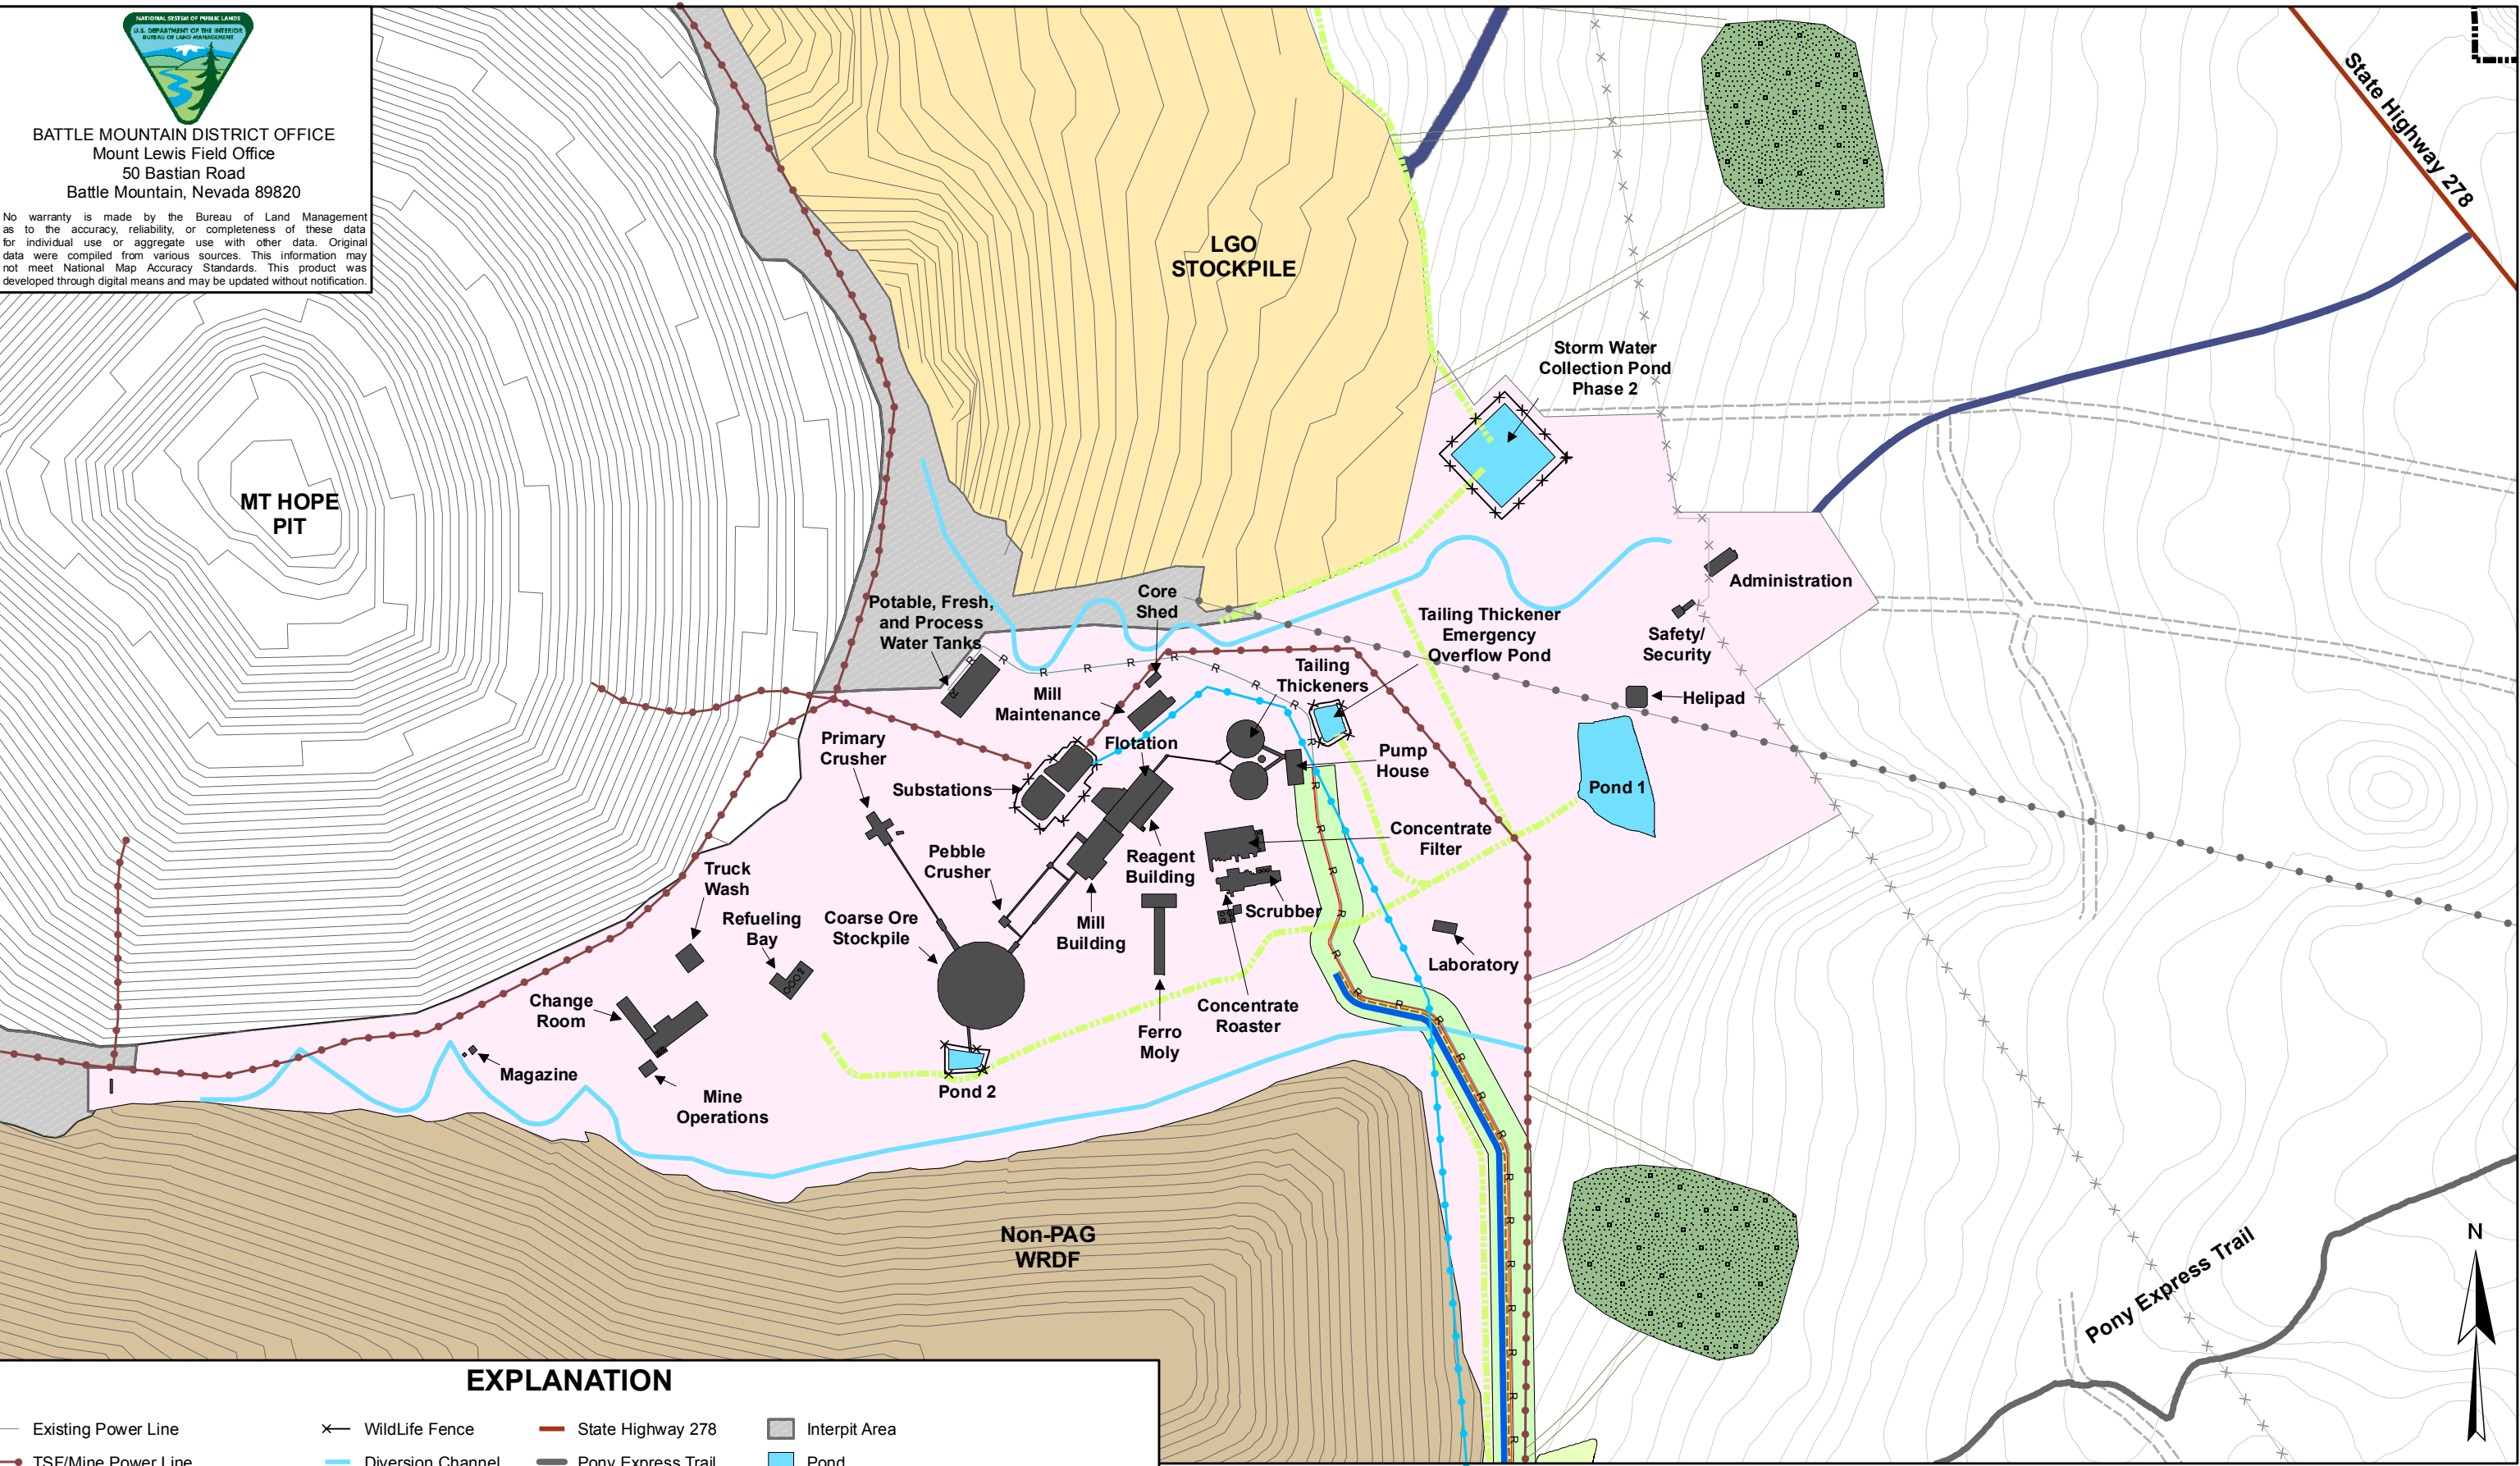 NATIONAL SYSTEM OF PUBLIC LANDS
U.S. DEPARTMENT OF THE INTERIOR
BUREAU OF LAND MANAGEMENT
BATTLE MOUNTAIN DISTRICT OFFICE
Mount Lewis Field Office
50 Bastian Road
Battle Mountain, Nevada 89820
No warranty is made by the Bureau of Land Management
as to the accuracy, reliability, or completeness of these data
for individual use or aggregate use with other data. Original
data were compiled from various sources. This information may
not meet National Map Accuracy Standards. This product was
developed through digital means and may be updated without notification.
State Highway 278
LGO
STOCKPILE
Storm Water
Collection Pond
Phase 2
MT HOPE
PIT
Administration
Core
Shed
Potable, Fresh,
and Process
Water Tanks
Tailing Thickener
Emergency
Overflow Pond
Safety/
Security
Tailing
Thickeners
Helipad
Mill
Maintenance
Primary
Crusher
Flotation
Pump
House
Substations
Pond 1
Concentrate
Filter
Pebble
Crusher
Reagent
Building
Truck
Wash
Refueling
Bay
Coarse Ore
Stockpile
Mill
Building
Scrubber
Laboratory
Change
Room
Concentrate
Roaster
Ferro
Moly
Magazine
Pond 2
Mine
Operations
Non-PAG
WRDF
Pony Express Trail
N
EXPLANATION
Existing Power Line
WildLife Fence
State Highway 278
Interpit Area
TSF/Mine Power Line
Diversion Channel
Pony Express Trail
Pond
R R R R R R R R R R R R R R R R R R R R R R R R R R R R